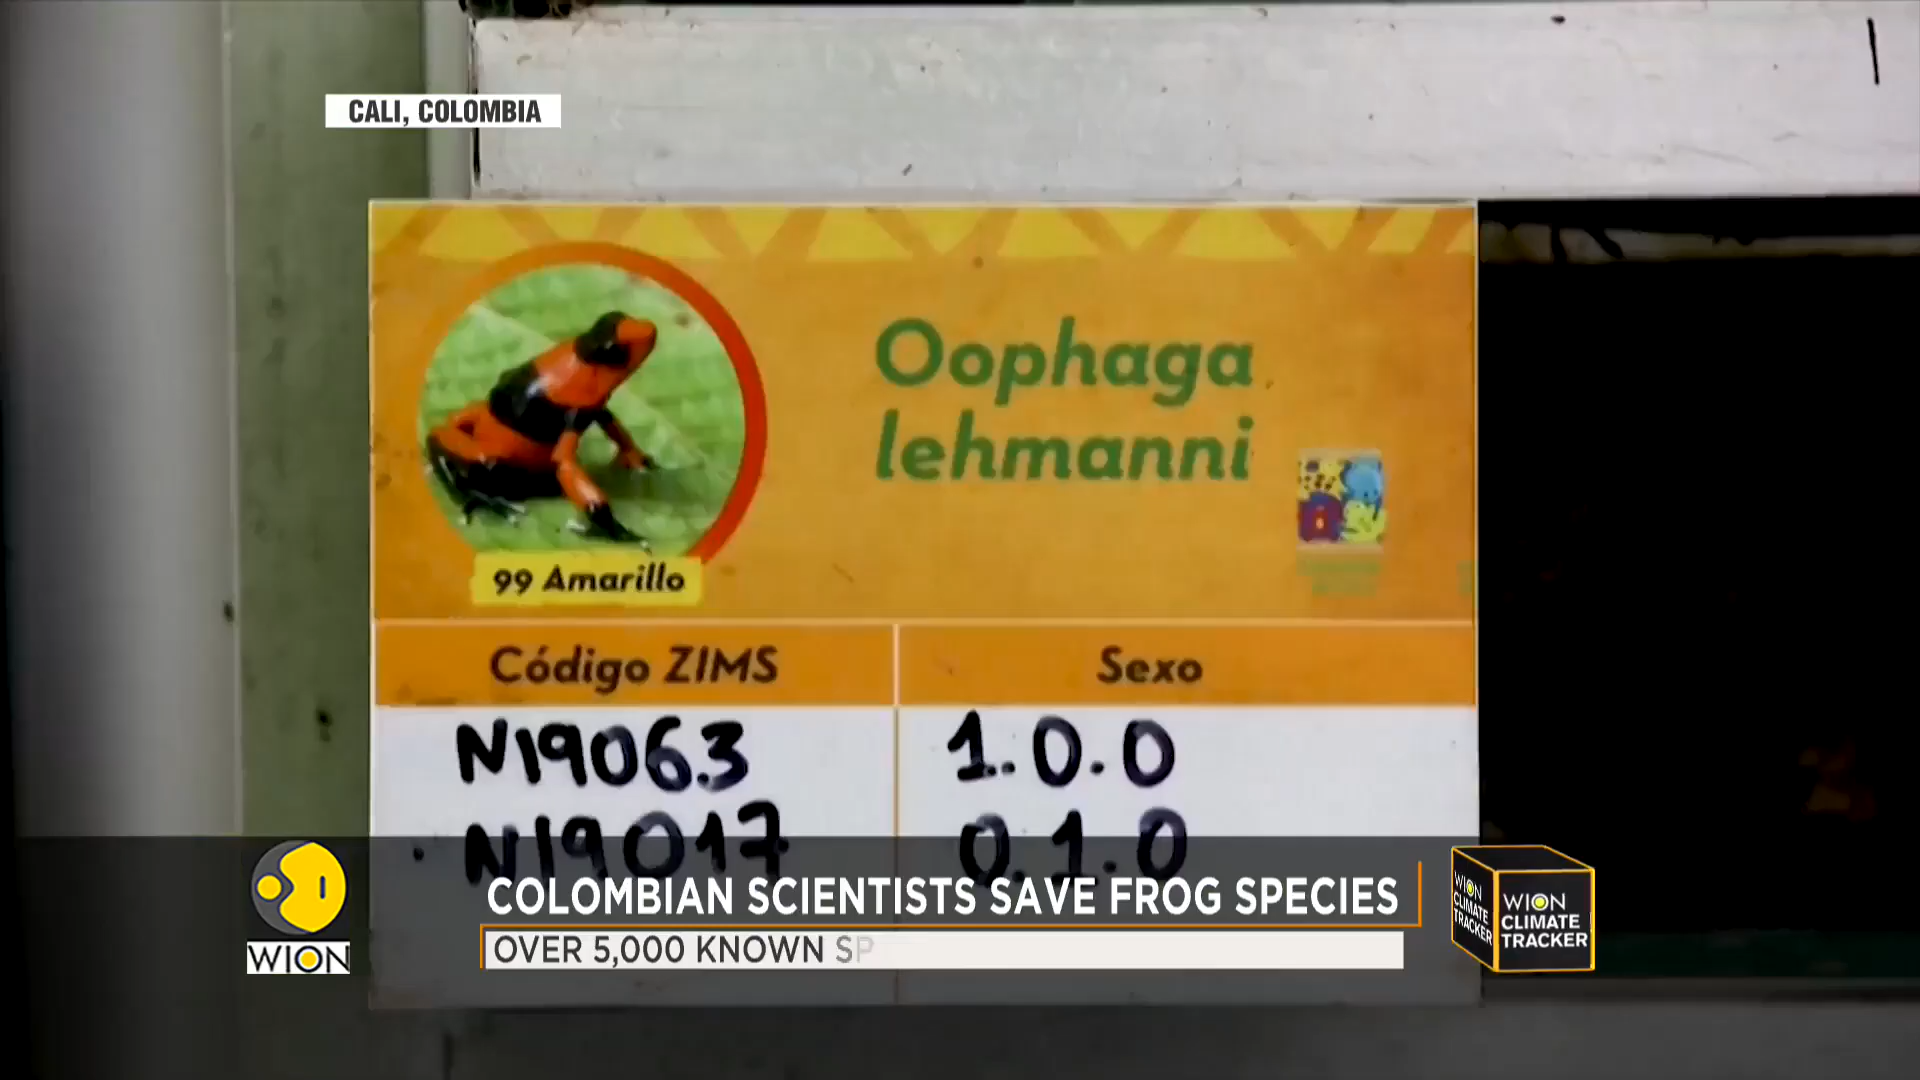 CALI, COLOMBIA
Oophaga
lehmanni
99 Amarillo
Código ZIMS
Sexo
N19063
1.0.0
N19017
0.1.0
COLOMBIAN SCIENTISTS SAVE FROG SPECIES
OVER 5,000 KNOWN SP
WION
WION
CLIMATE
TRACKER
WION
CLIMATE
TRACKER